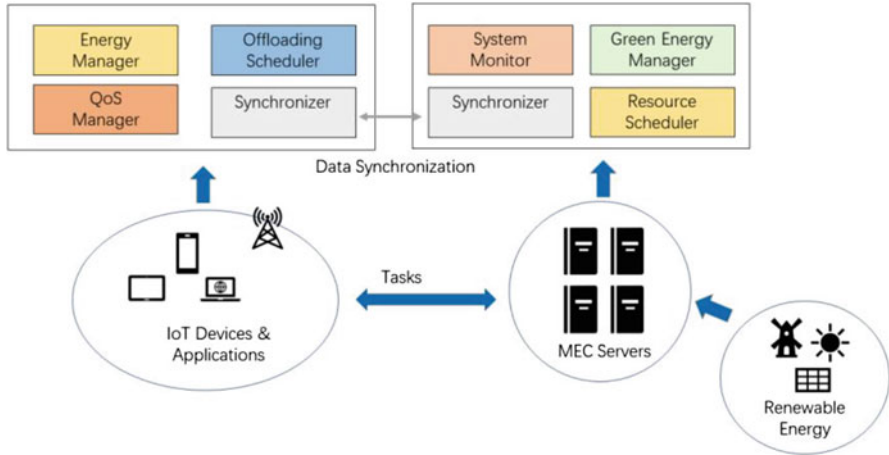 Energy
Manager
Offloading
Scheduler
QoS
Manager
Synchronizer
System
Monitor
Green Energy
Manager
Synchronizer
Resource
Scheduler
Data Synchronization
Tasks
IoT Devices &
Applications
MEC Servers
Renewable
Energy